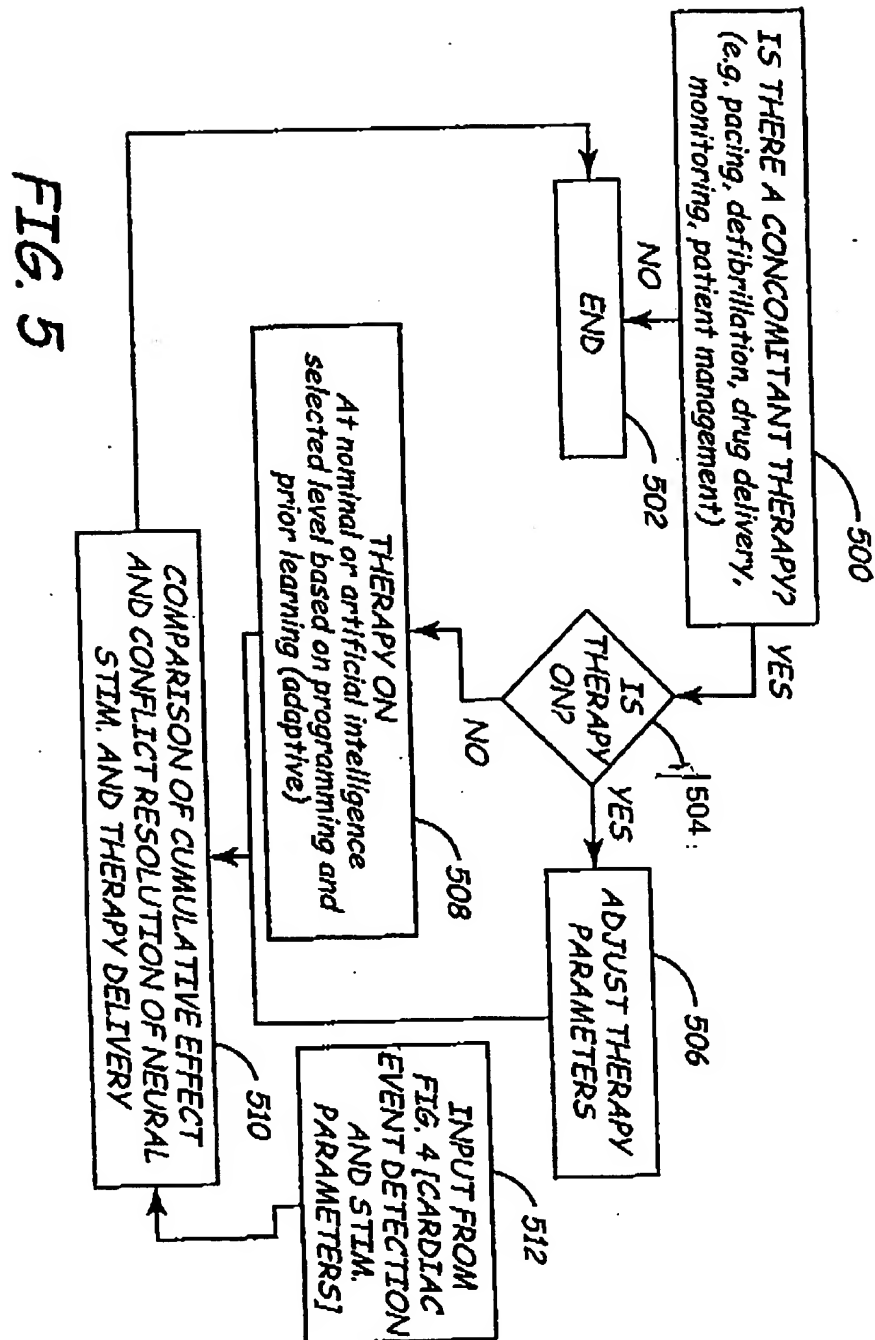 IS THERE A CONCOMITANT THERAPY?
(e.g. pacing, defibrillation, drug delivery,
monitoring, patient management)
500
NO
YES
END
502
IS
THERAPY
ON?
504
YES
NO
ADJUST THERAPY
PARAMETERS
506
THERAPY ON
At nominal or artificial intelligence
selected level based on programming and
prior learning (adaptive)
508
INPUT FROM
FIG. 4 [CARDIAC
EVENT DETECTION
AND STIM.
PARAMETERS]
512
COMPARISON OF CUMULATIVE EFFECT
AND CONFLICT RESOLUTION OF NEURAL
STIM. AND THERAPY DELIVERY
510
FIG. 5